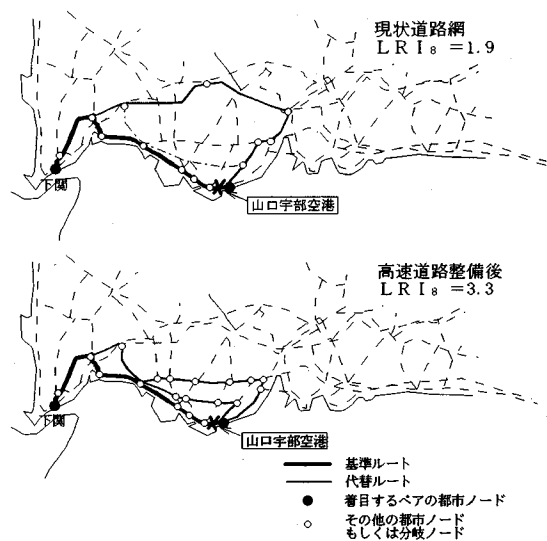 現状道路網
ＬＲＩ₈ ＝1.9
下関
山口宇部空港
高速道路整備後
ＬＲＩ₈ ＝3.3
下関
山口宇部空港
基準ルート
代替ルート
着目するペアの都市ノード
その他の都市ノード
もしくは分岐ノード